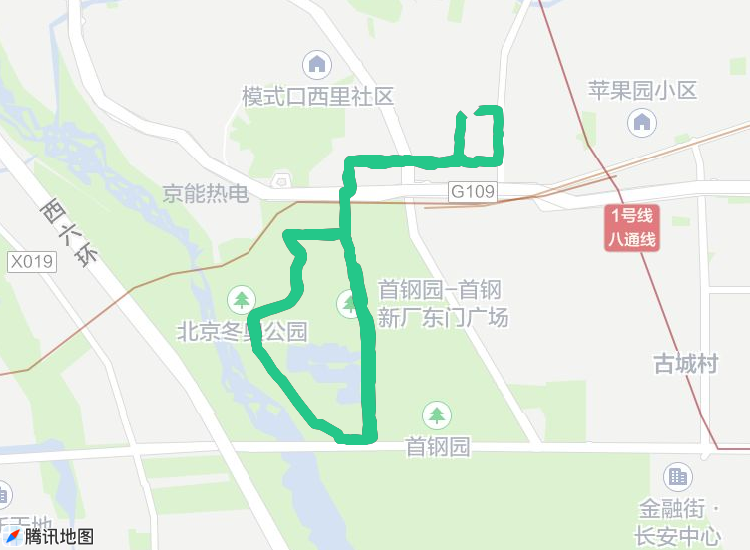 模式口西里社区
苹果园小区
京能热电
G109
1号线
八通线
西六环
X019
首钢园-首钢
新厂东门广场
北京冬奥公园
古城村
首钢园
金融街·
长安中心
腾讯地图